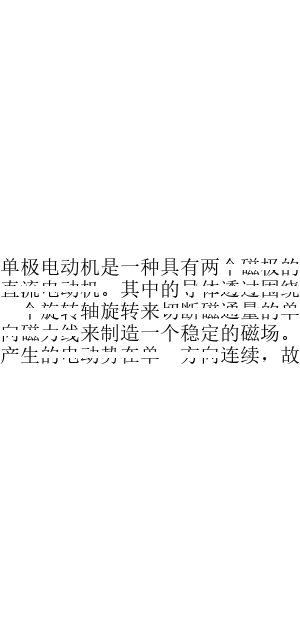 单极电动机是一种具有两个磁极的
直流电动机。其中的导体透过围绕
一个旋转轴旋转来切断磁通量的单
向磁力线来制造一个稳定的磁场。
产生的电动势在单一方向连续，故